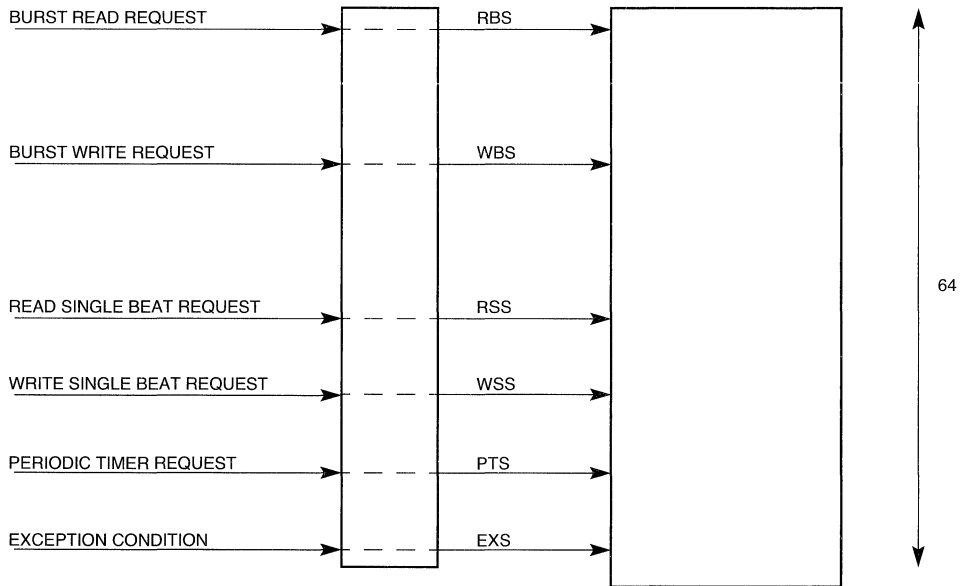 BURST READ REQUEST
RBS
BURST WRITE REQUEST
WBS
READ SINGLE BEAT REQUEST
RSS
WRITE SINGLE BEAT REQUEST
WSS
PERIODIC TIMER REQUEST
PTS
EXCEPTION CONDITION
EXS
64